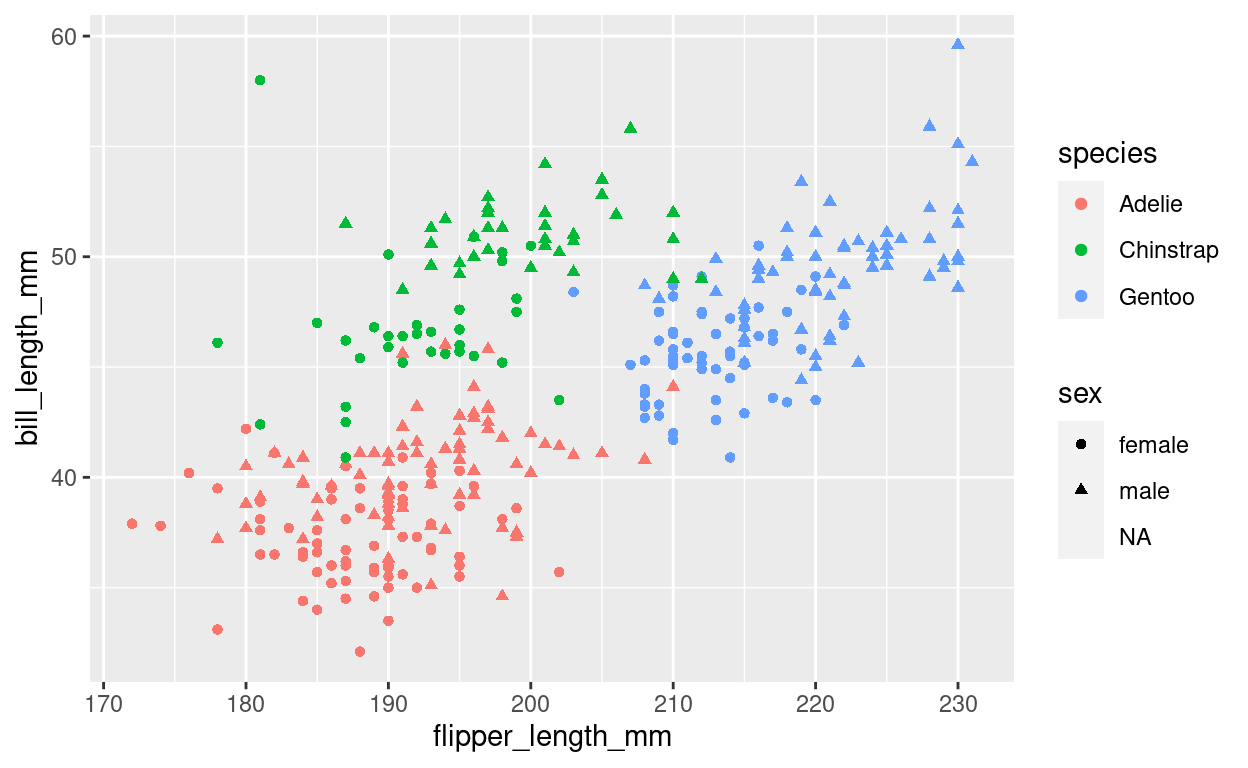 60
50
40
bill_length_mm
170 180 190 200 210 220 230
flipper_length_mm
species
Adelie
Chinstrap
Gentoo
sex
female
male
NA